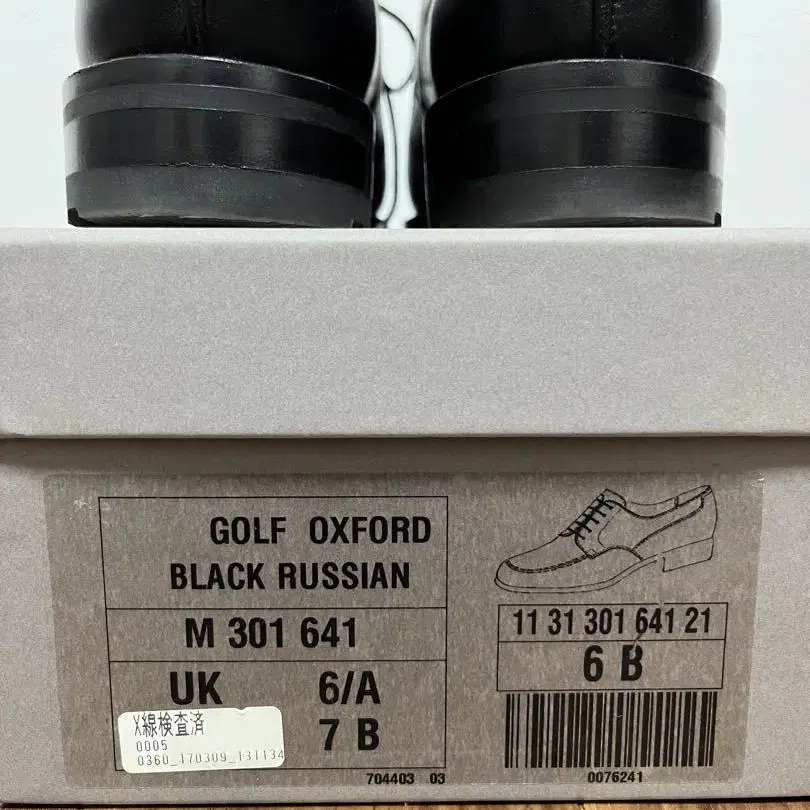 GOLF OXFORD
BLACK RUSSIAN
M 301 641
UK 6/A
7 B
X線検査済
0005
0360_170309_131134
704403 03
11 31 301 641 21
6 B
0076241